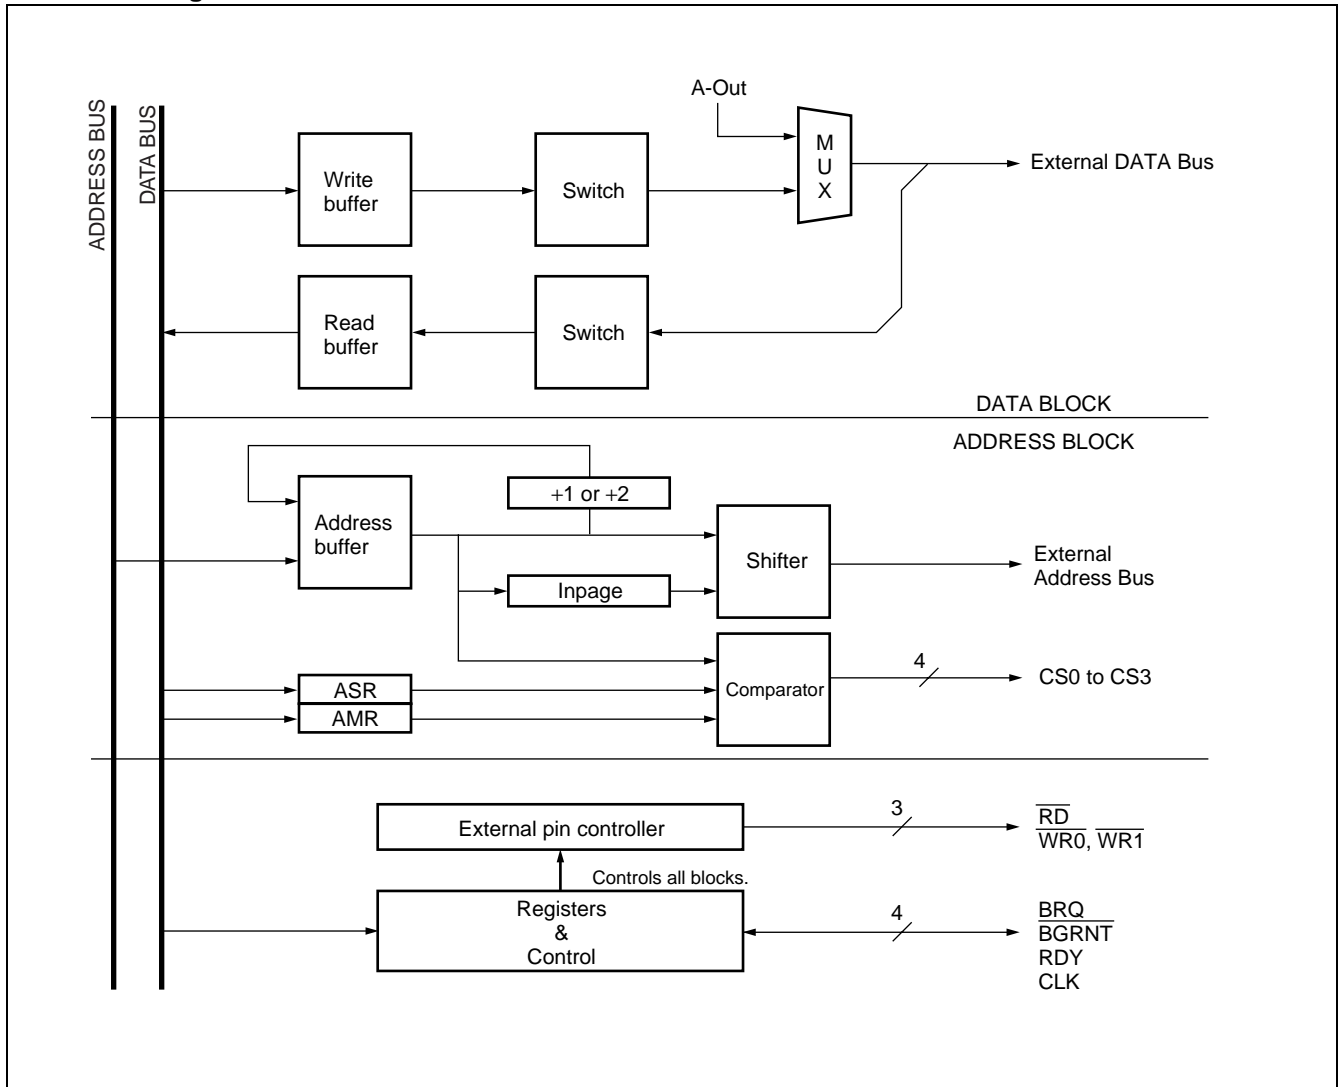 ADDRESS BUS
DATA BUS
A-Out
Write
buffer
Switch
M
U
X
External DATA Bus
Read
buffer
Switch
DATA BLOCK
ADDRESS BLOCK
+1 or +2
Address
buffer
Shifter
External
Address Bus
Inpage
4
CS0 to CS3
Comparator
ASR
AMR
External pin controller
3
RD
WR0, WR1
Controls all blocks.
Registers
&
Control
4
BRQ
BGRNT
RDY
CLK